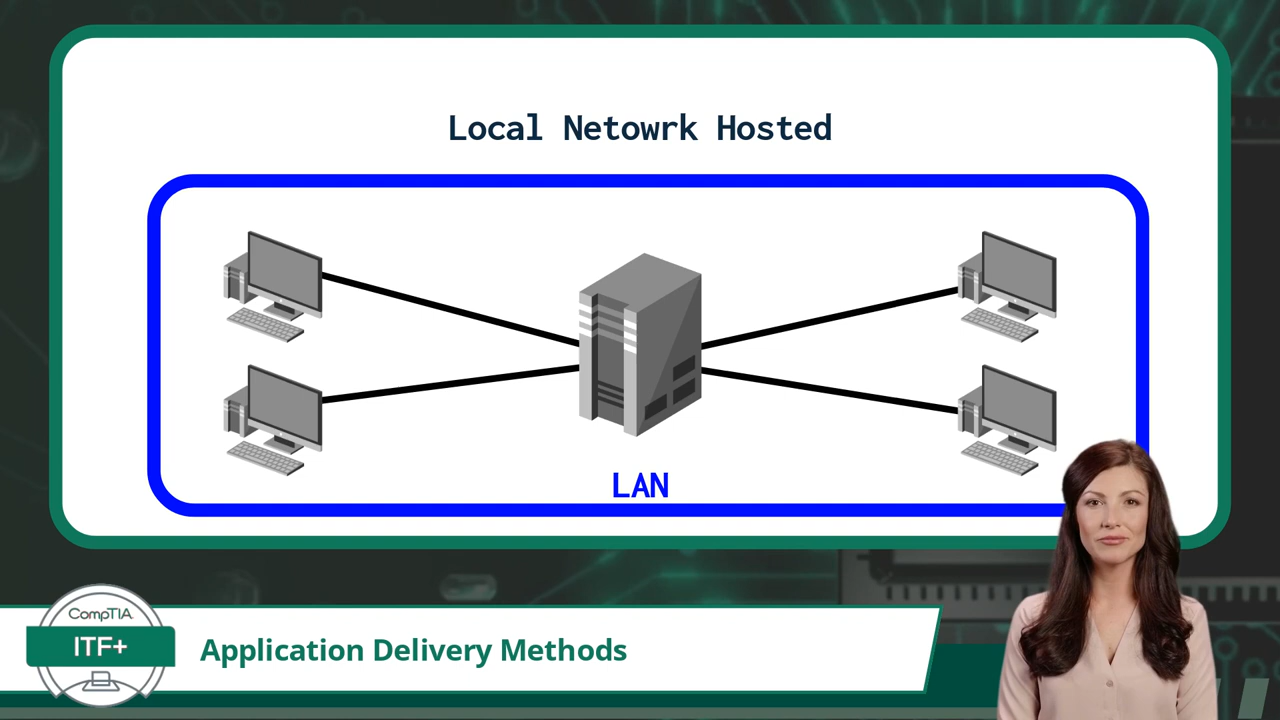 Local Netowrk Hosted
LAN
CompTIA.
ITF+
Application Delivery Methods